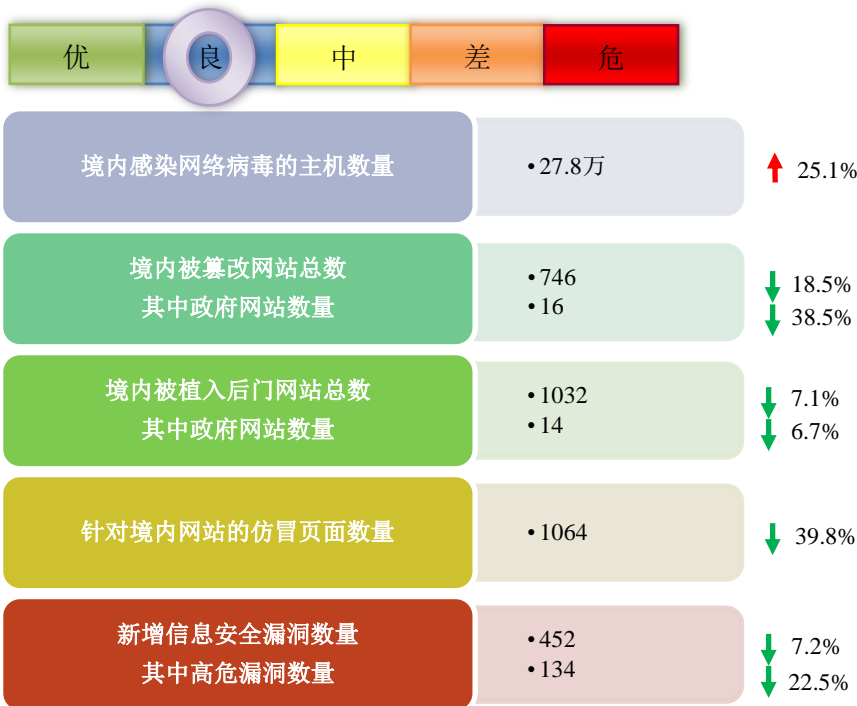 优 良 中 差 危
境内感染网络病毒的主机数量
•27.8万
25.1%
境内被篡改网站总数
其中政府网站数量
•746
•16
18.5%
38.5%
境内被植入后门网站总数
其中政府网站数量
•1032
•14
7.1%
6.7%
针对境内网站的仿冒页面数量
•1064
39.8%
新增信息安全漏洞数量
其中高危漏洞数量
•452
•134
7.2%
22.5%